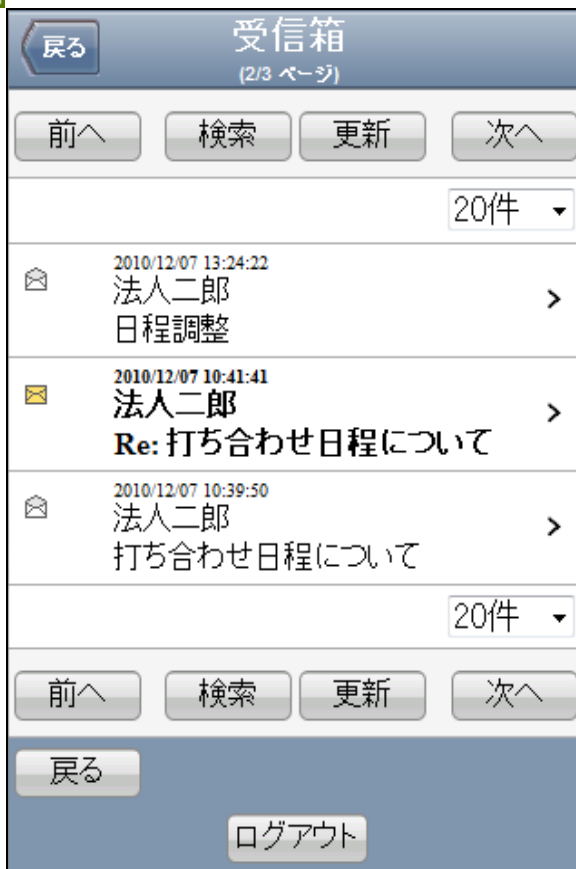 戻る
受信箱
(2/3 ページ)
前へ 検索 更新 次へ
20件
2010/12/07 13:24:22
法人二郎
日程調整
2010/12/07 10:41:41
法人二郎
Re: 打ち合わせ日程について
2010/12/07 10:39:50
法人二郎
打ち合わせ日程について
20件
前へ 検索 更新 次へ
戻る
ログアウト